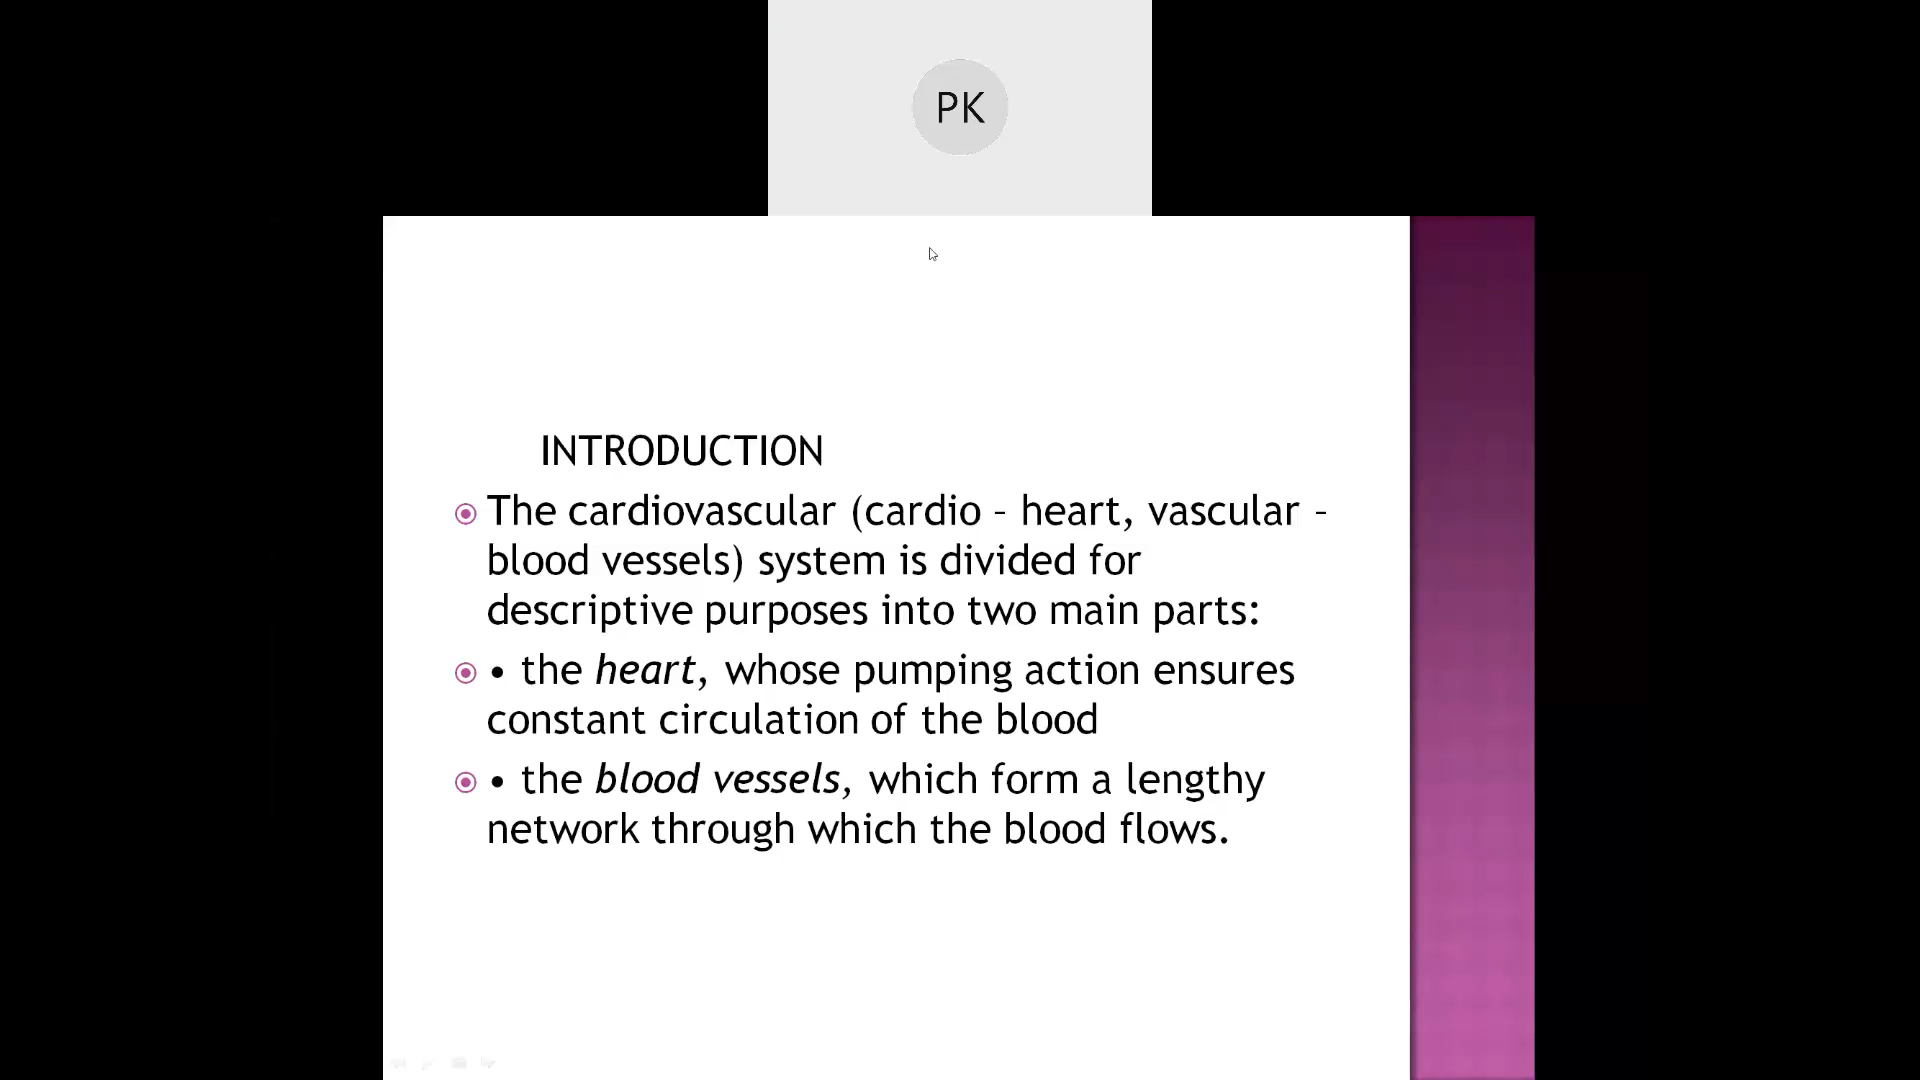 PK
INTRODUCTION
The cardiovascular (cardio – heart, vascular –
blood vessels) system is divided for
descriptive purposes into two main parts:
• the heart, whose pumping action ensures
constant circulation of the blood
• the blood vessels, which form a lengthy
network through which the blood flows.